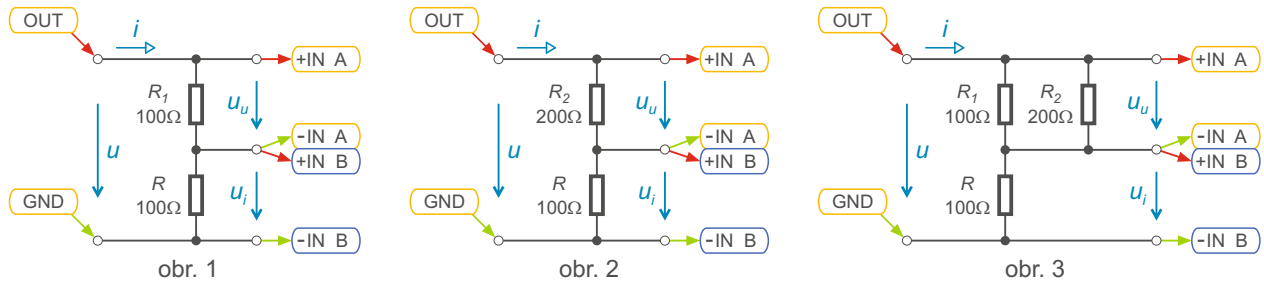 OUT
i
+IN A
R1
100Ω
uu
-IN A
+IN B
u
R
100Ω
ui
GND
-IN B
obr. 1
OUT
i
+IN A
R2
200Ω
uu
-IN A
+IN B
u
R
100Ω
ui
GND
-IN B
obr. 2
OUT
i
+IN A
R1
100Ω
R2
200Ω
uu
-IN A
+IN B
u
R
100Ω
ui
GND
-IN B
obr. 3